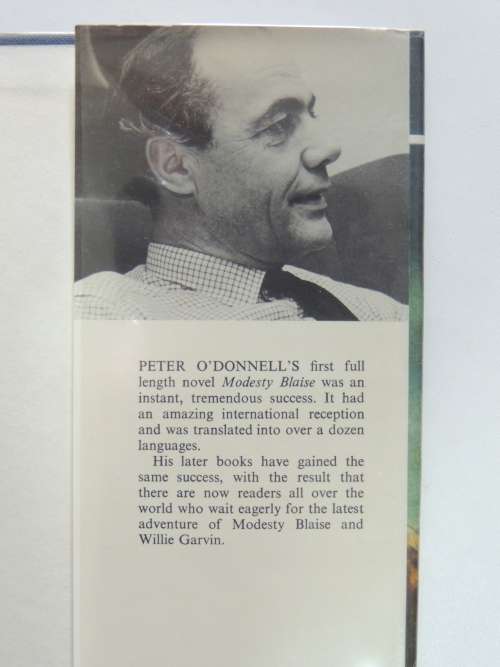 PETER O'DONNELL'S first full
length novel Modesty Blaise was an
instant, tremendous success. It had
an amazing international reception
and was translated into over a dozen
languages.
His later books have gained the
same success, with the result that
there are now readers all over the
world who wait eagerly for the latest
adventure of Modesty Blaise and
Willie Garvin.